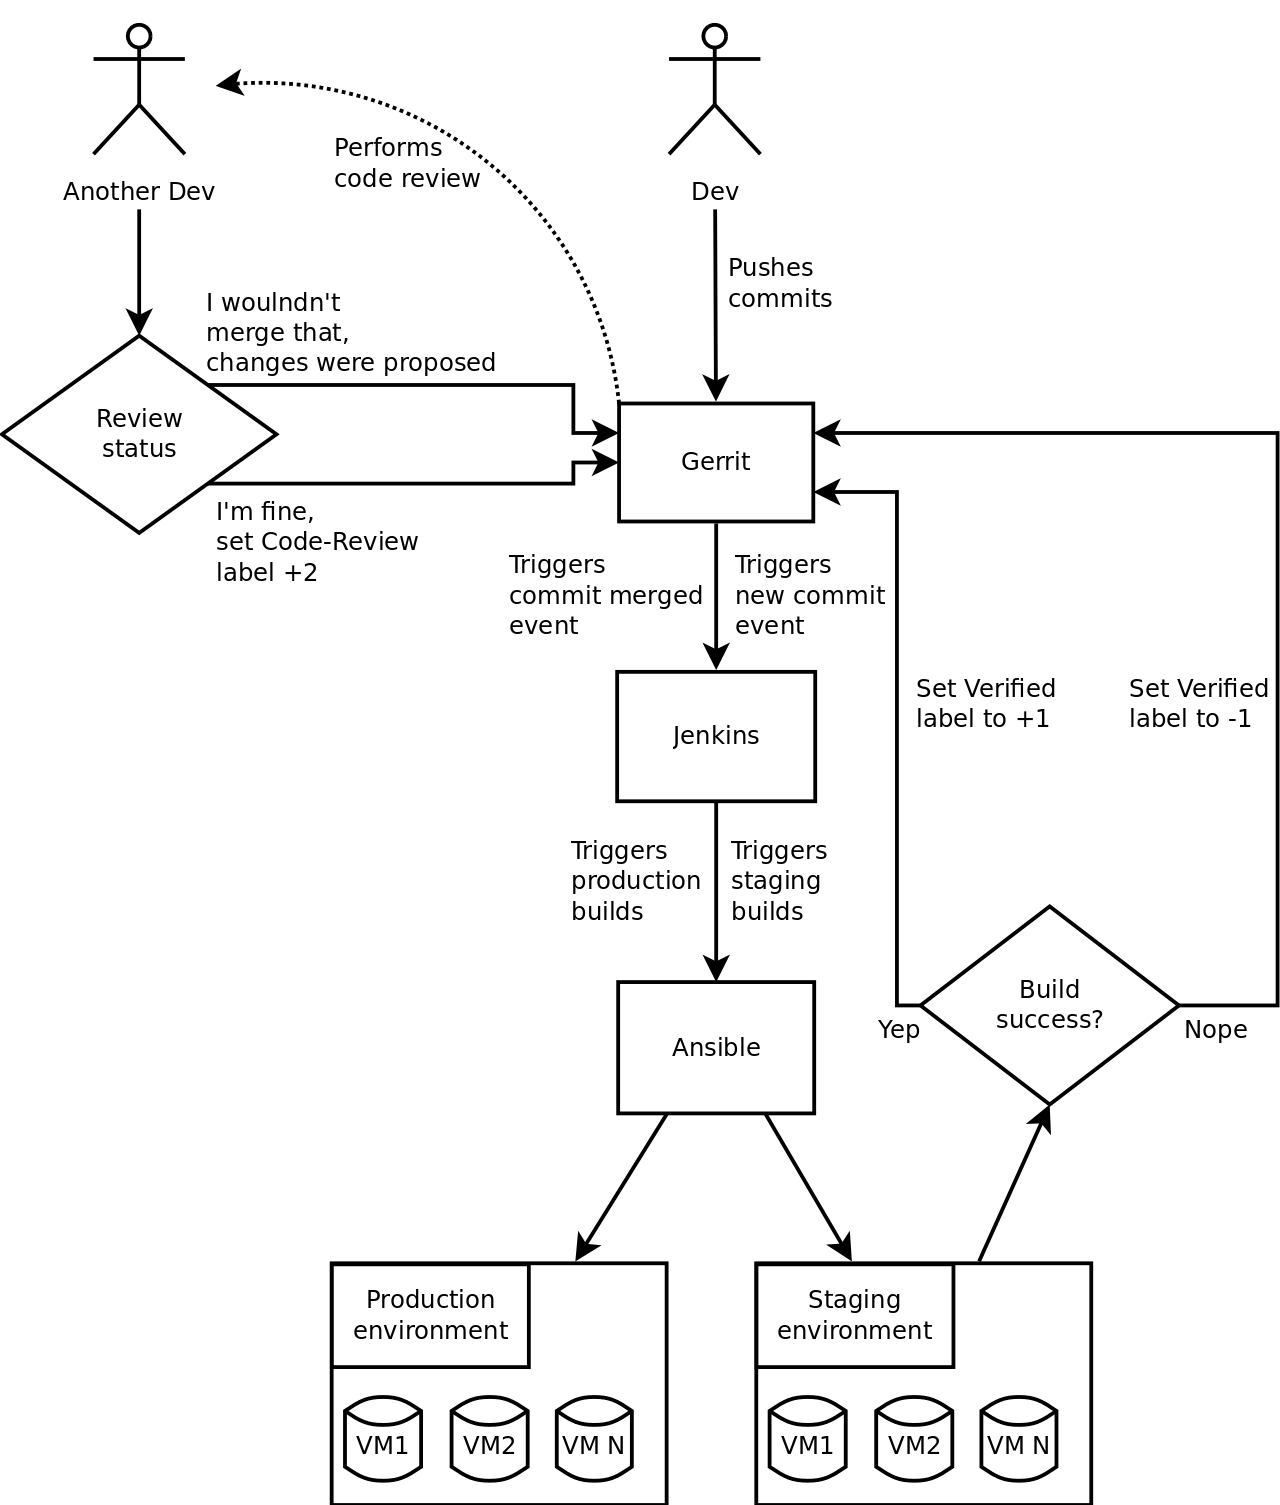 Another Dev
Dev
Performs
code review
Pushes
commits
I woulndn't
merge that,
changes were proposed
Review
status
Gerrit
I'm fine,
set Code-Review
label +2
Triggers
commit merged
event
Triggers
new commit
event
Set Verified
label to +1
Set Verified
label to -1
Jenkins
Triggers
production
builds
Triggers
staging
builds
Build
success?
Yep
Nope
Ansible
Production
environment
VM1
VM2
VM N
Staging
environment
VM1
VM2
VM N